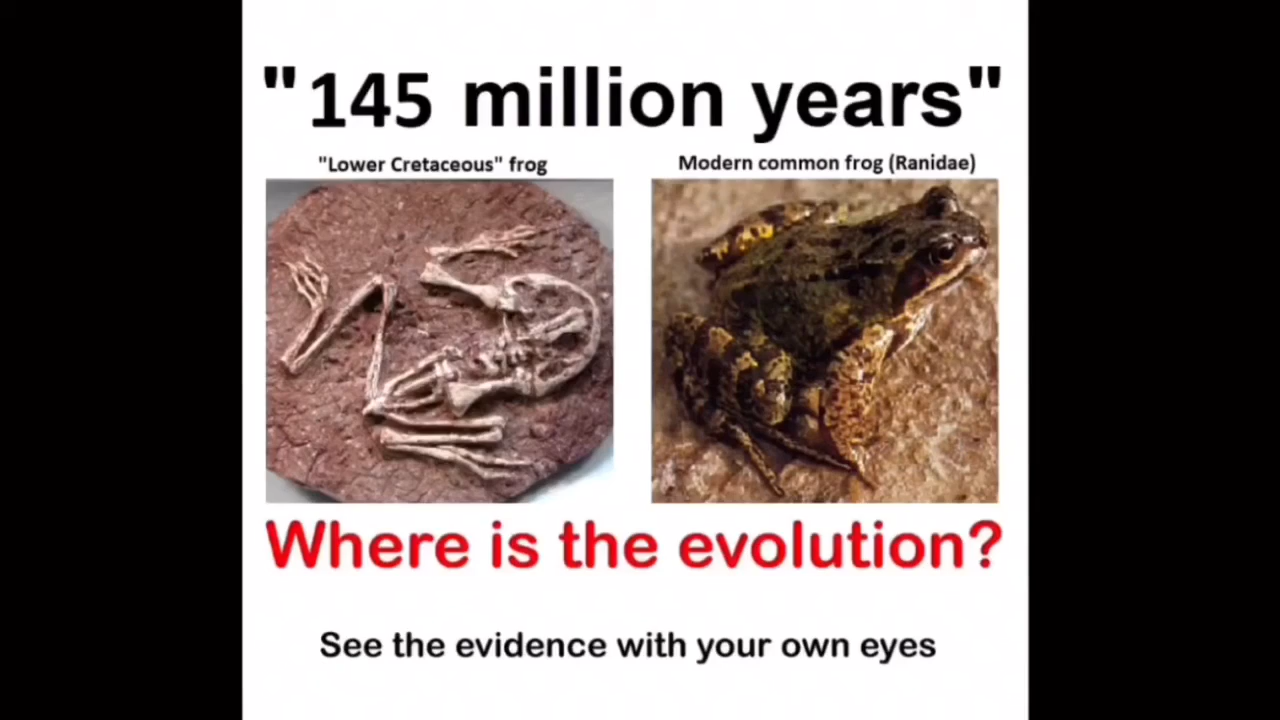 "145 million years"
"Lower Cretaceous" frog
Modern common frog (Ranidae)
Where is the evolution?
See the evidence with your own eyes